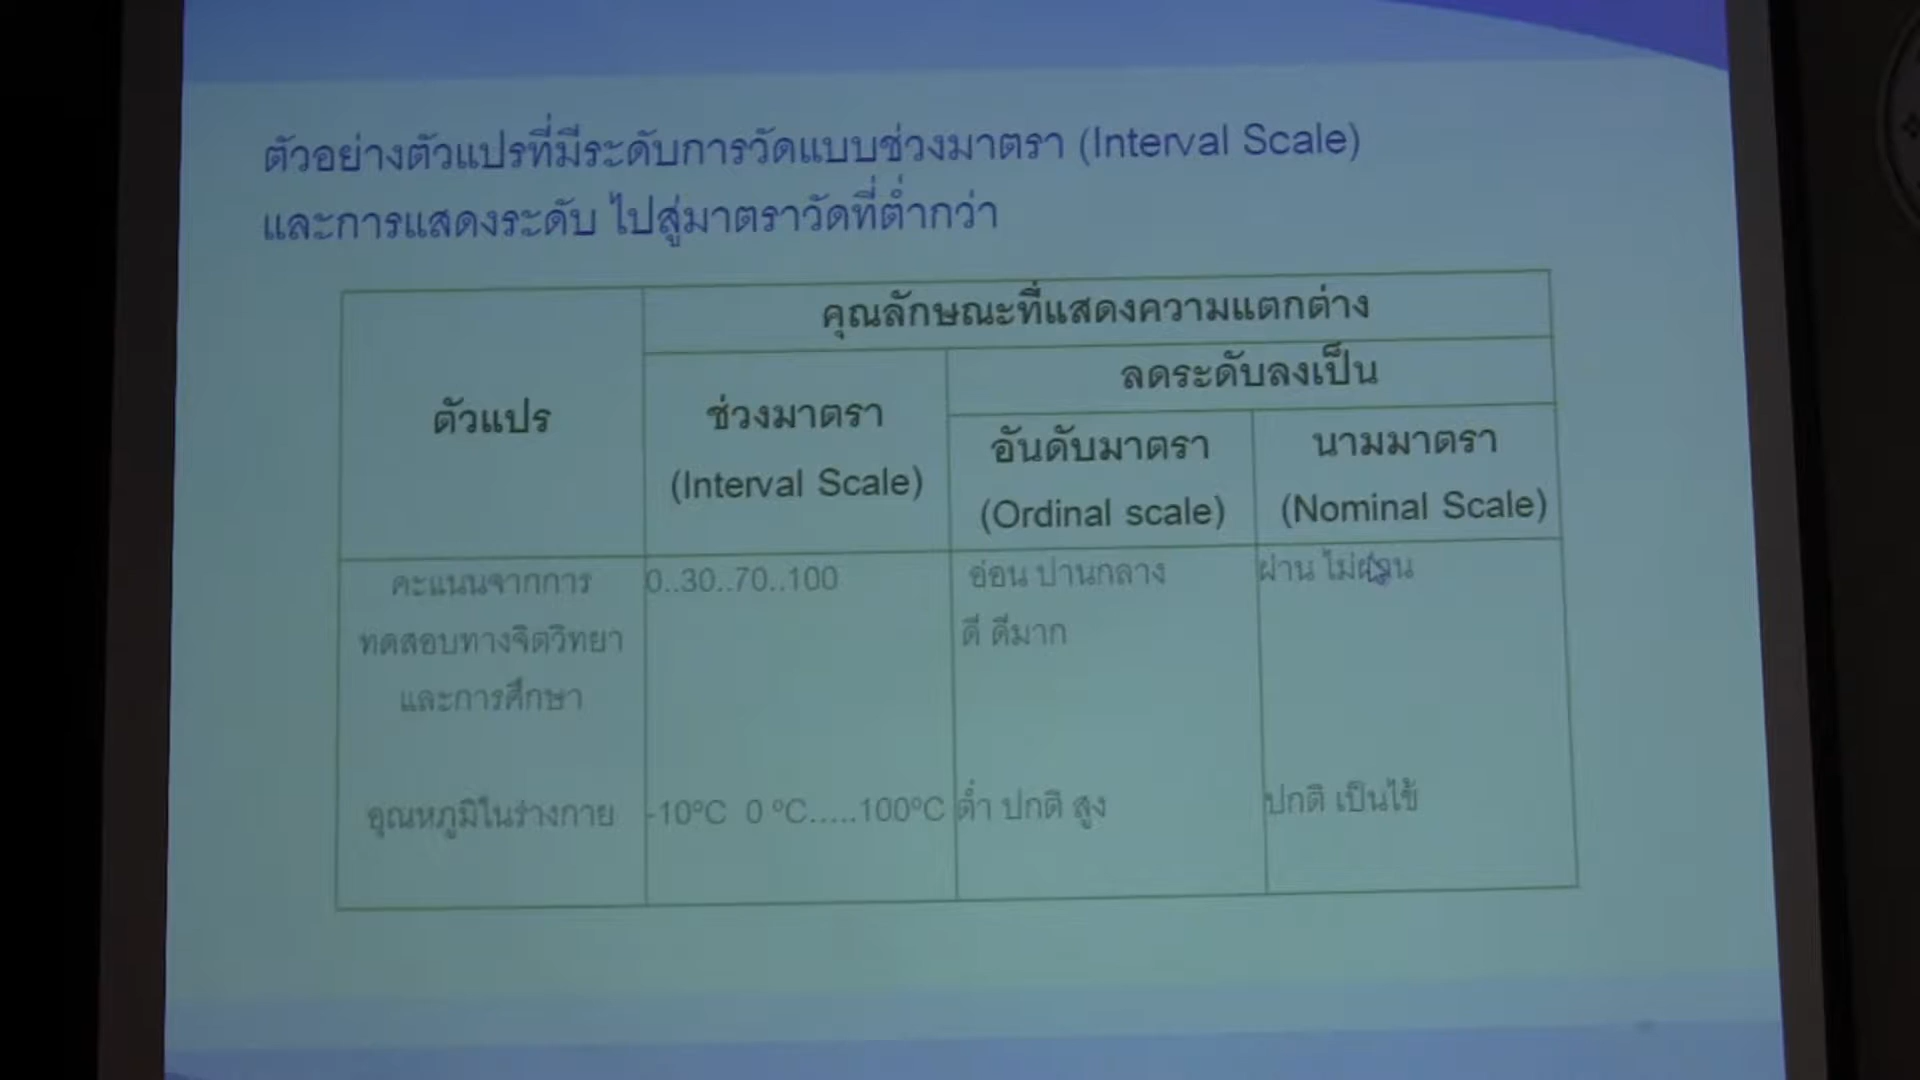 ตัวอย่างตัวแปรที่มีระดับการวัดแบบช่วงมาตรา (Interval Scale)
และการแสดงระดับ ไปสู่มาตราวัดที่ต่ำกว่า
คุณลักษณะที่แสดงความแตกต่าง
ลดระดับลงเป็น
ตัวแปร
ช่วงมาตรา
(Interval Scale)
อันดับมาตรา
(Ordinal scale)
นามมาตรา
(Nominal Scale)
คะแนนจากการ
ทดสอบทางจิตวิทยา
และการศึกษา
0..30..70..100
อ่อน ปานกลาง
ดี ดีมาก
ผ่าน ไม่ผ่าน
อุณหภูมิในร่างกาย
-10ºC 0 ºC.....100ºC
ต่ำ ปกติ สูง
ปกติ เป็นไข้